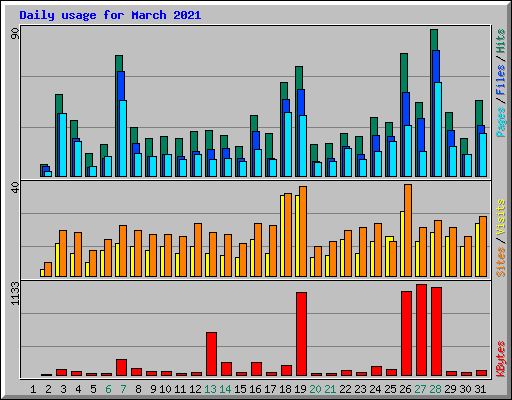 Daily usage for March 2021
90
Pages/Files/Hits
40
Sites/Visits
1133
KBytes
1 2 3 4 5 6 7 8 9 10 11 12 13 14 15 16 17 18 19 20 21 22 23 24 25 26 27 28 29 30 31